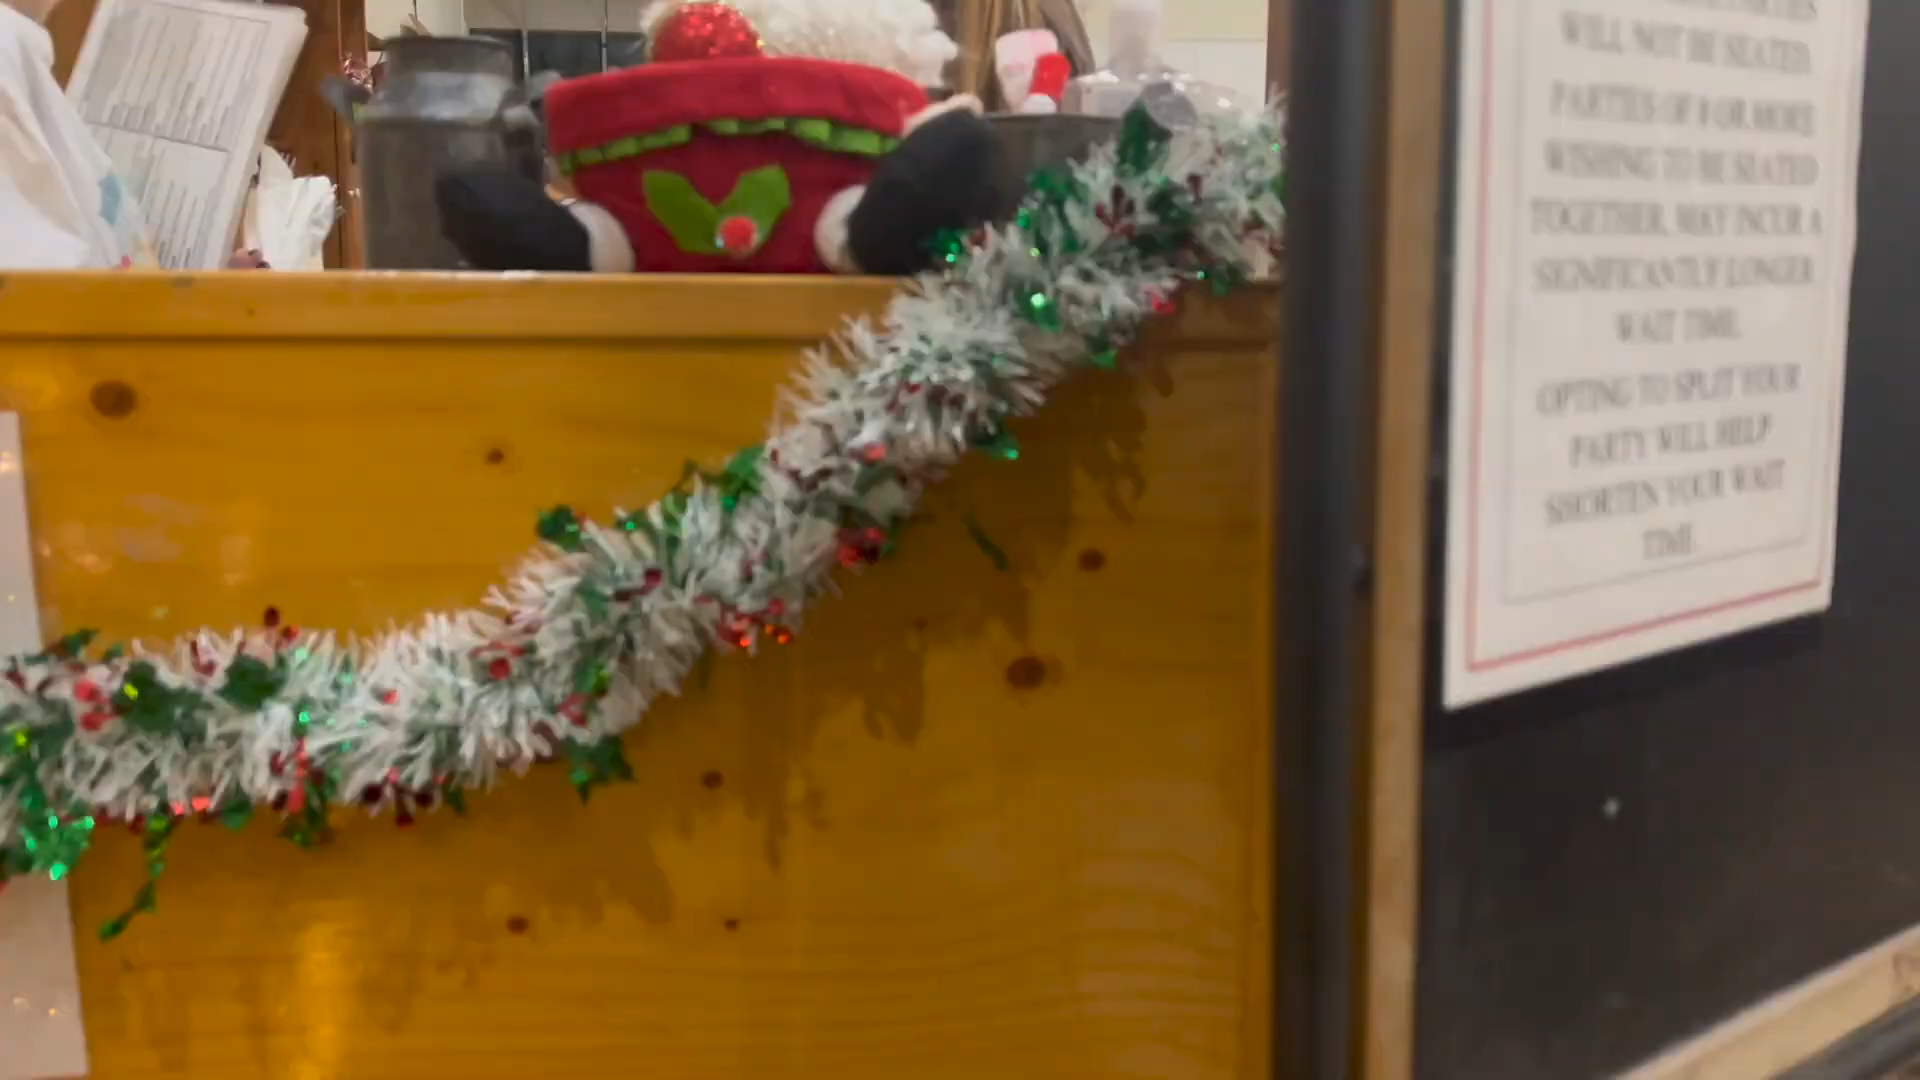 WILL NOT BE SEATED.
PARTIES OF 8 OR MORE
WISHING TO BE SEATED
TOGETHER, MAY INCUR A
SIGNIFICANTLY LONGER
WAIT TIME.
OPTING TO SPLIT YOUR
PARTY WILL HELP
SHORTEN YOUR WAIT
TIME.